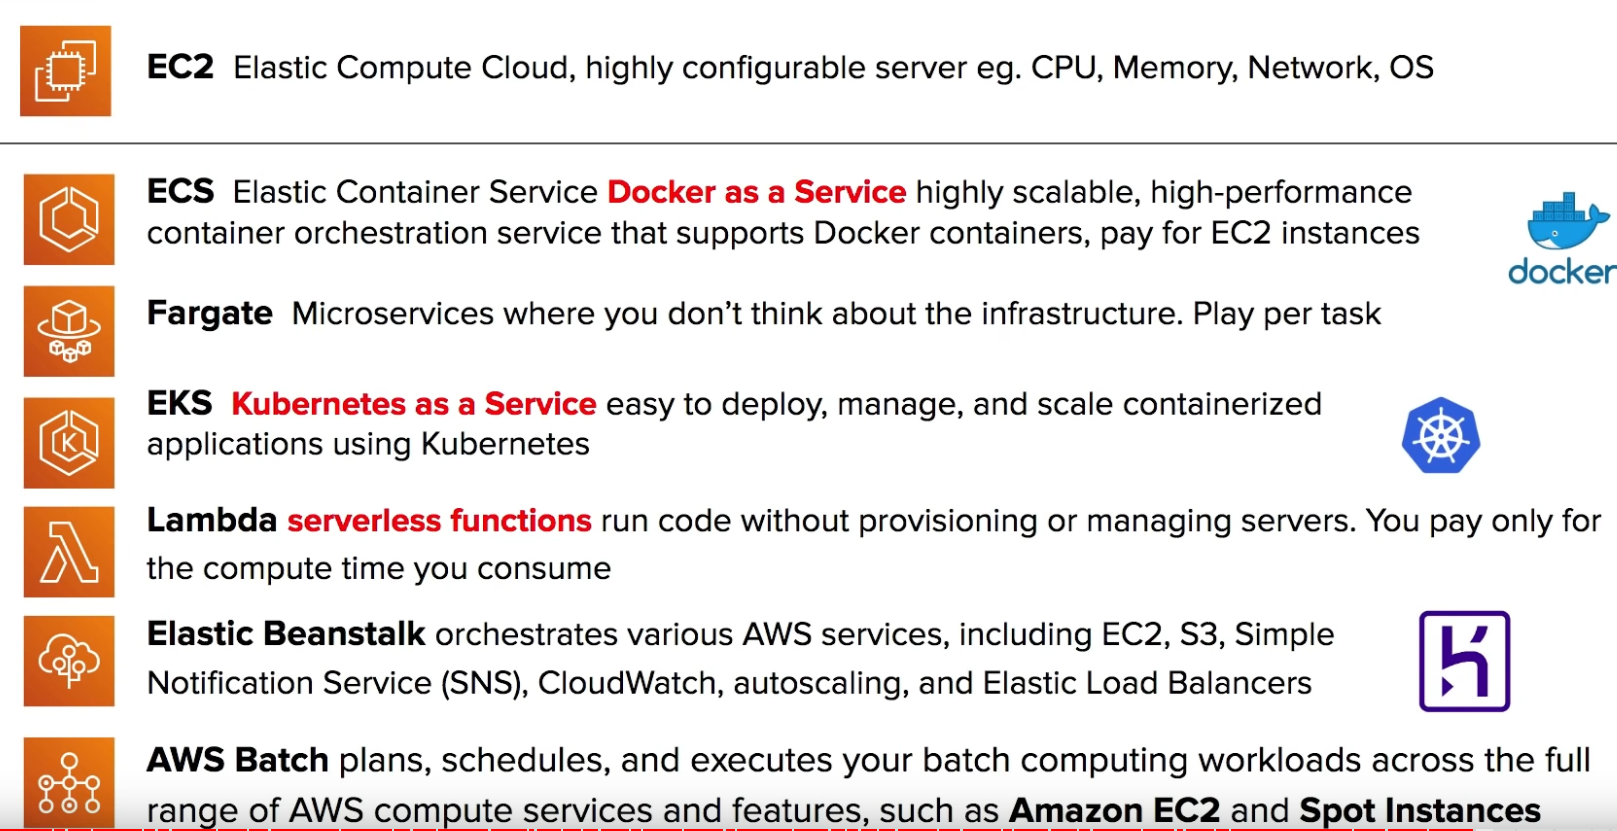 EC2 Elastic Compute Cloud, highly configurable server eg. CPU, Memory, Network, OS
ECS Elastic Container Service Docker as a Service highly scalable, high-performance
container orchestration service that supports Docker containers, pay for EC2 instances
docker
Fargate Microservices where you don’t think about the infrastructure. Play per task
EKS Kubernetes as a Service easy to deploy, manage, and scale containerized
applications using Kubernetes
K
Lambda serverless functions run code without provisioning or managing servers. You pay only for
the compute time you consume
Elastic Beanstalk orchestrates various AWS services, including EC2, S3, Simple
Notification Service (SNS), CloudWatch, autoscaling, and Elastic Load Balancers
AWS Batch plans, schedules, and executes your batch computing workloads across the full
range of AWS compute services and features, such as Amazon EC2 and Spot Instances